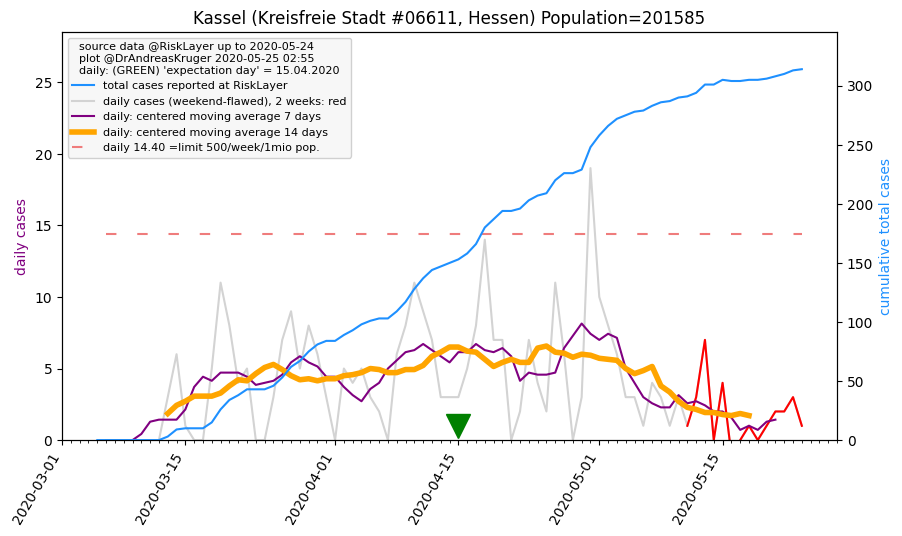 Kassel (Kreisfreie Stadt #06611, Hessen) Population=201585
source data @RiskLayer up to 2020-05-24
plot @DrAndreasKruger 2020-05-25 02:55
daily: (GREEN) 'expectation day' = 15.04.2020
total cases reported at RiskLayer
daily cases (weekend-flawed), 2 weeks: red
daily: centered moving average 7 days
daily: centered moving average 14 days
daily 14.40 =limit 500/week/1mio pop.
daily cases
25
20
15
10
5
0
300
250
200
150
100
50
0
cumulative total cases
2020-03-01
2020-03-15
2020-04-01
2020-04-15
2020-05-01
2020-05-15